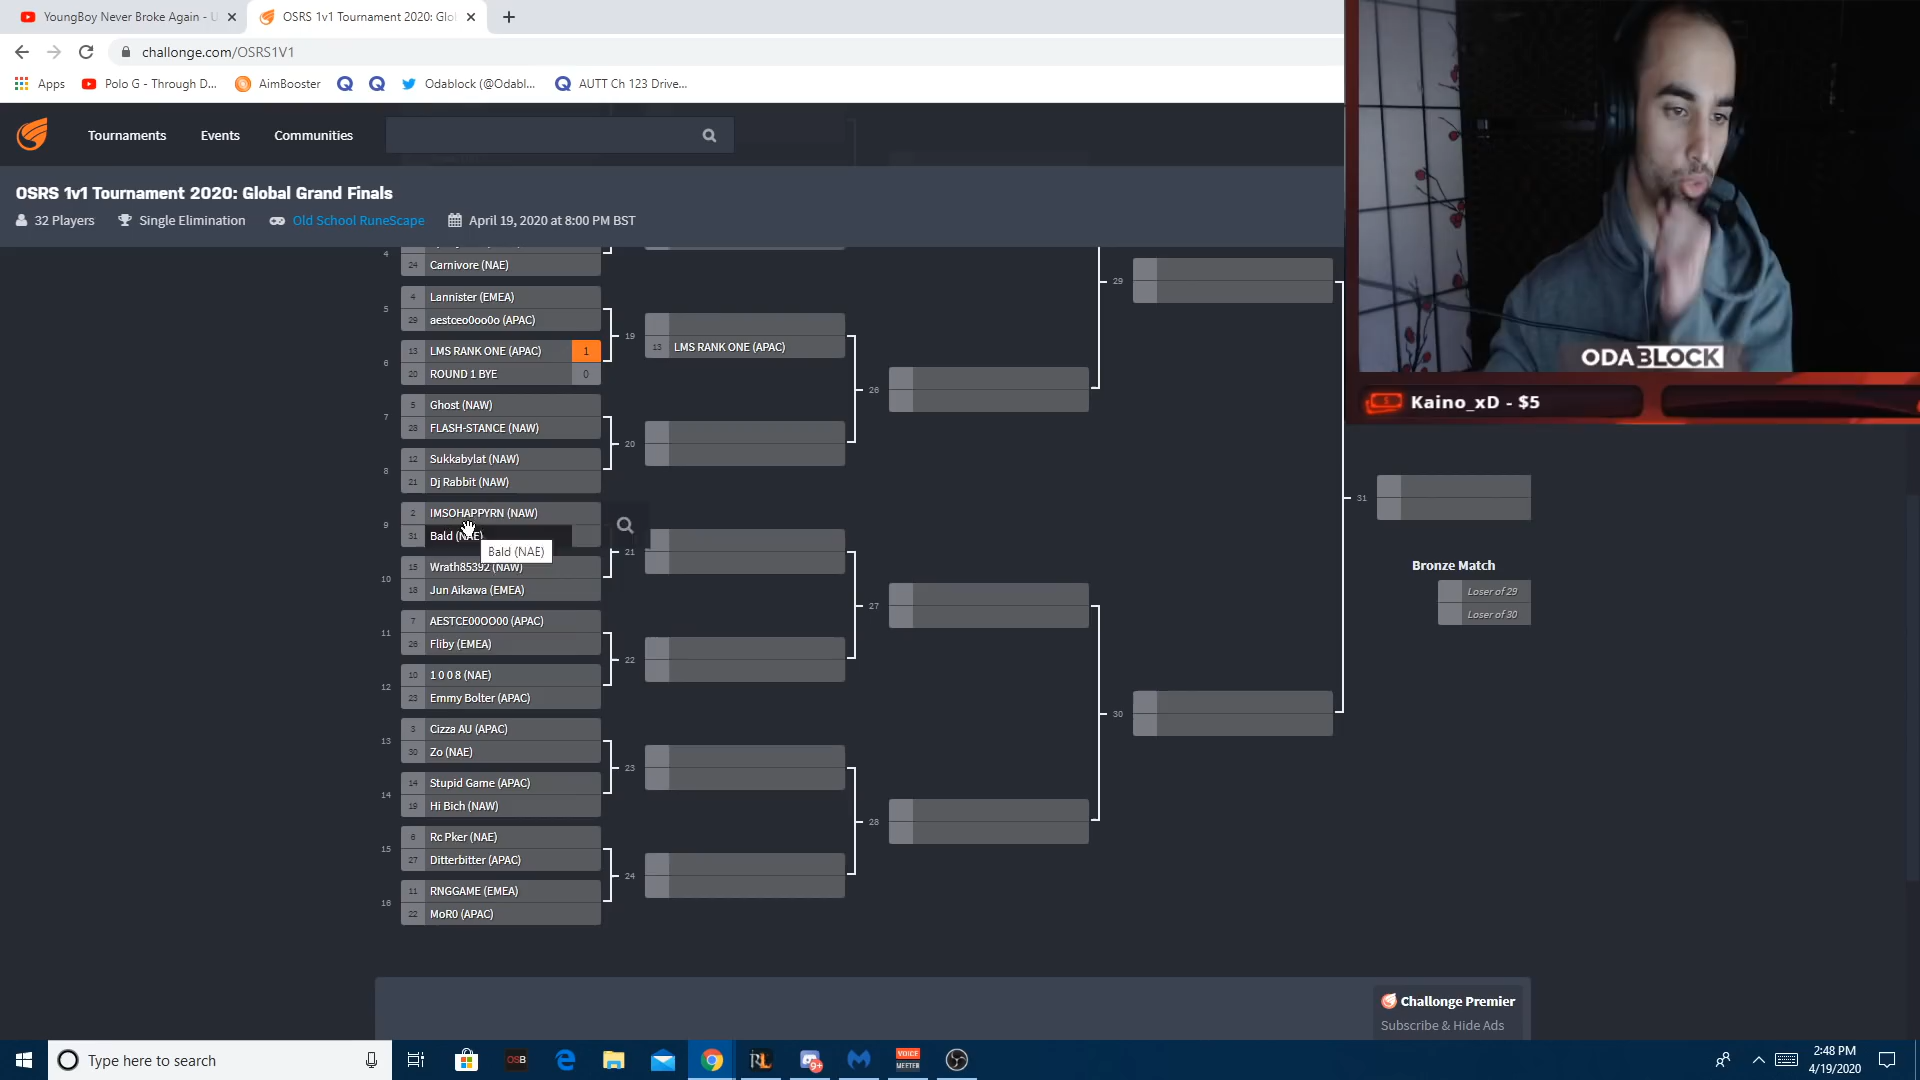 YoungBoy Never Broke Again - U
OSRS 1v1 Tournament 2020: Glo
challonge.com/OSRS1V1
Apps
Polo G - Through D...
AimBooster
Odablock (@Odabl...
AUTT Ch 123 Drive...
Tournaments
Events
Communities
OSRS 1v1 Tournament 2020: Global Grand Finals
32 Players
Single Elimination
Old School RuneScape
April 19, 2020 at 8:00 PM BST
ODABLOCK
Kaino_xD - $5
4
24 Carnivore (NAE)
5
4 Lannister (EMEA)
29 aestceo0oo0o (APAC)
6
13 LMS RANK ONE (APAC) 1
20 ROUND 1 BYE 0
7
5 Ghost (NAW)
28 FLASH-STANCE (NAW)
8
12 Sukkabylat (NAW)
21 Dj Rabbit (NAW)
9
2 IMSOHAPPYRN (NAW)
31 Bald (NAE)
Bald (NAE)
10
15 Wrath85392 (NAW)
18 Jun Aikawa (EMEA)
11
7 AESTCE00OO00 (APAC)
26 Fliby (EMEA)
12
10 1 0 0 8 (NAE)
23 Emmy Bolter (APAC)
13
3 Cizza AU (APAC)
30 Zo (NAE)
14
14 Stupid Game (APAC)
19 Hi Bich (NAW)
15
6 Rc Pker (NAE)
27 Ditterbitter (APAC)
16
11 RNGGAME (EMEA)
22 MoR0 (APAC)
19
13 LMS RANK ONE (APAC)
20
21
22
23
24
26
27
28
29
30
31
Bronze Match
Loser of 29
Loser of 30
Challonge Premier
Subscribe & Hide Ads
Type here to search
OSB
RL
9+
VOICE
MEETER
2:48 PM
4/19/2020